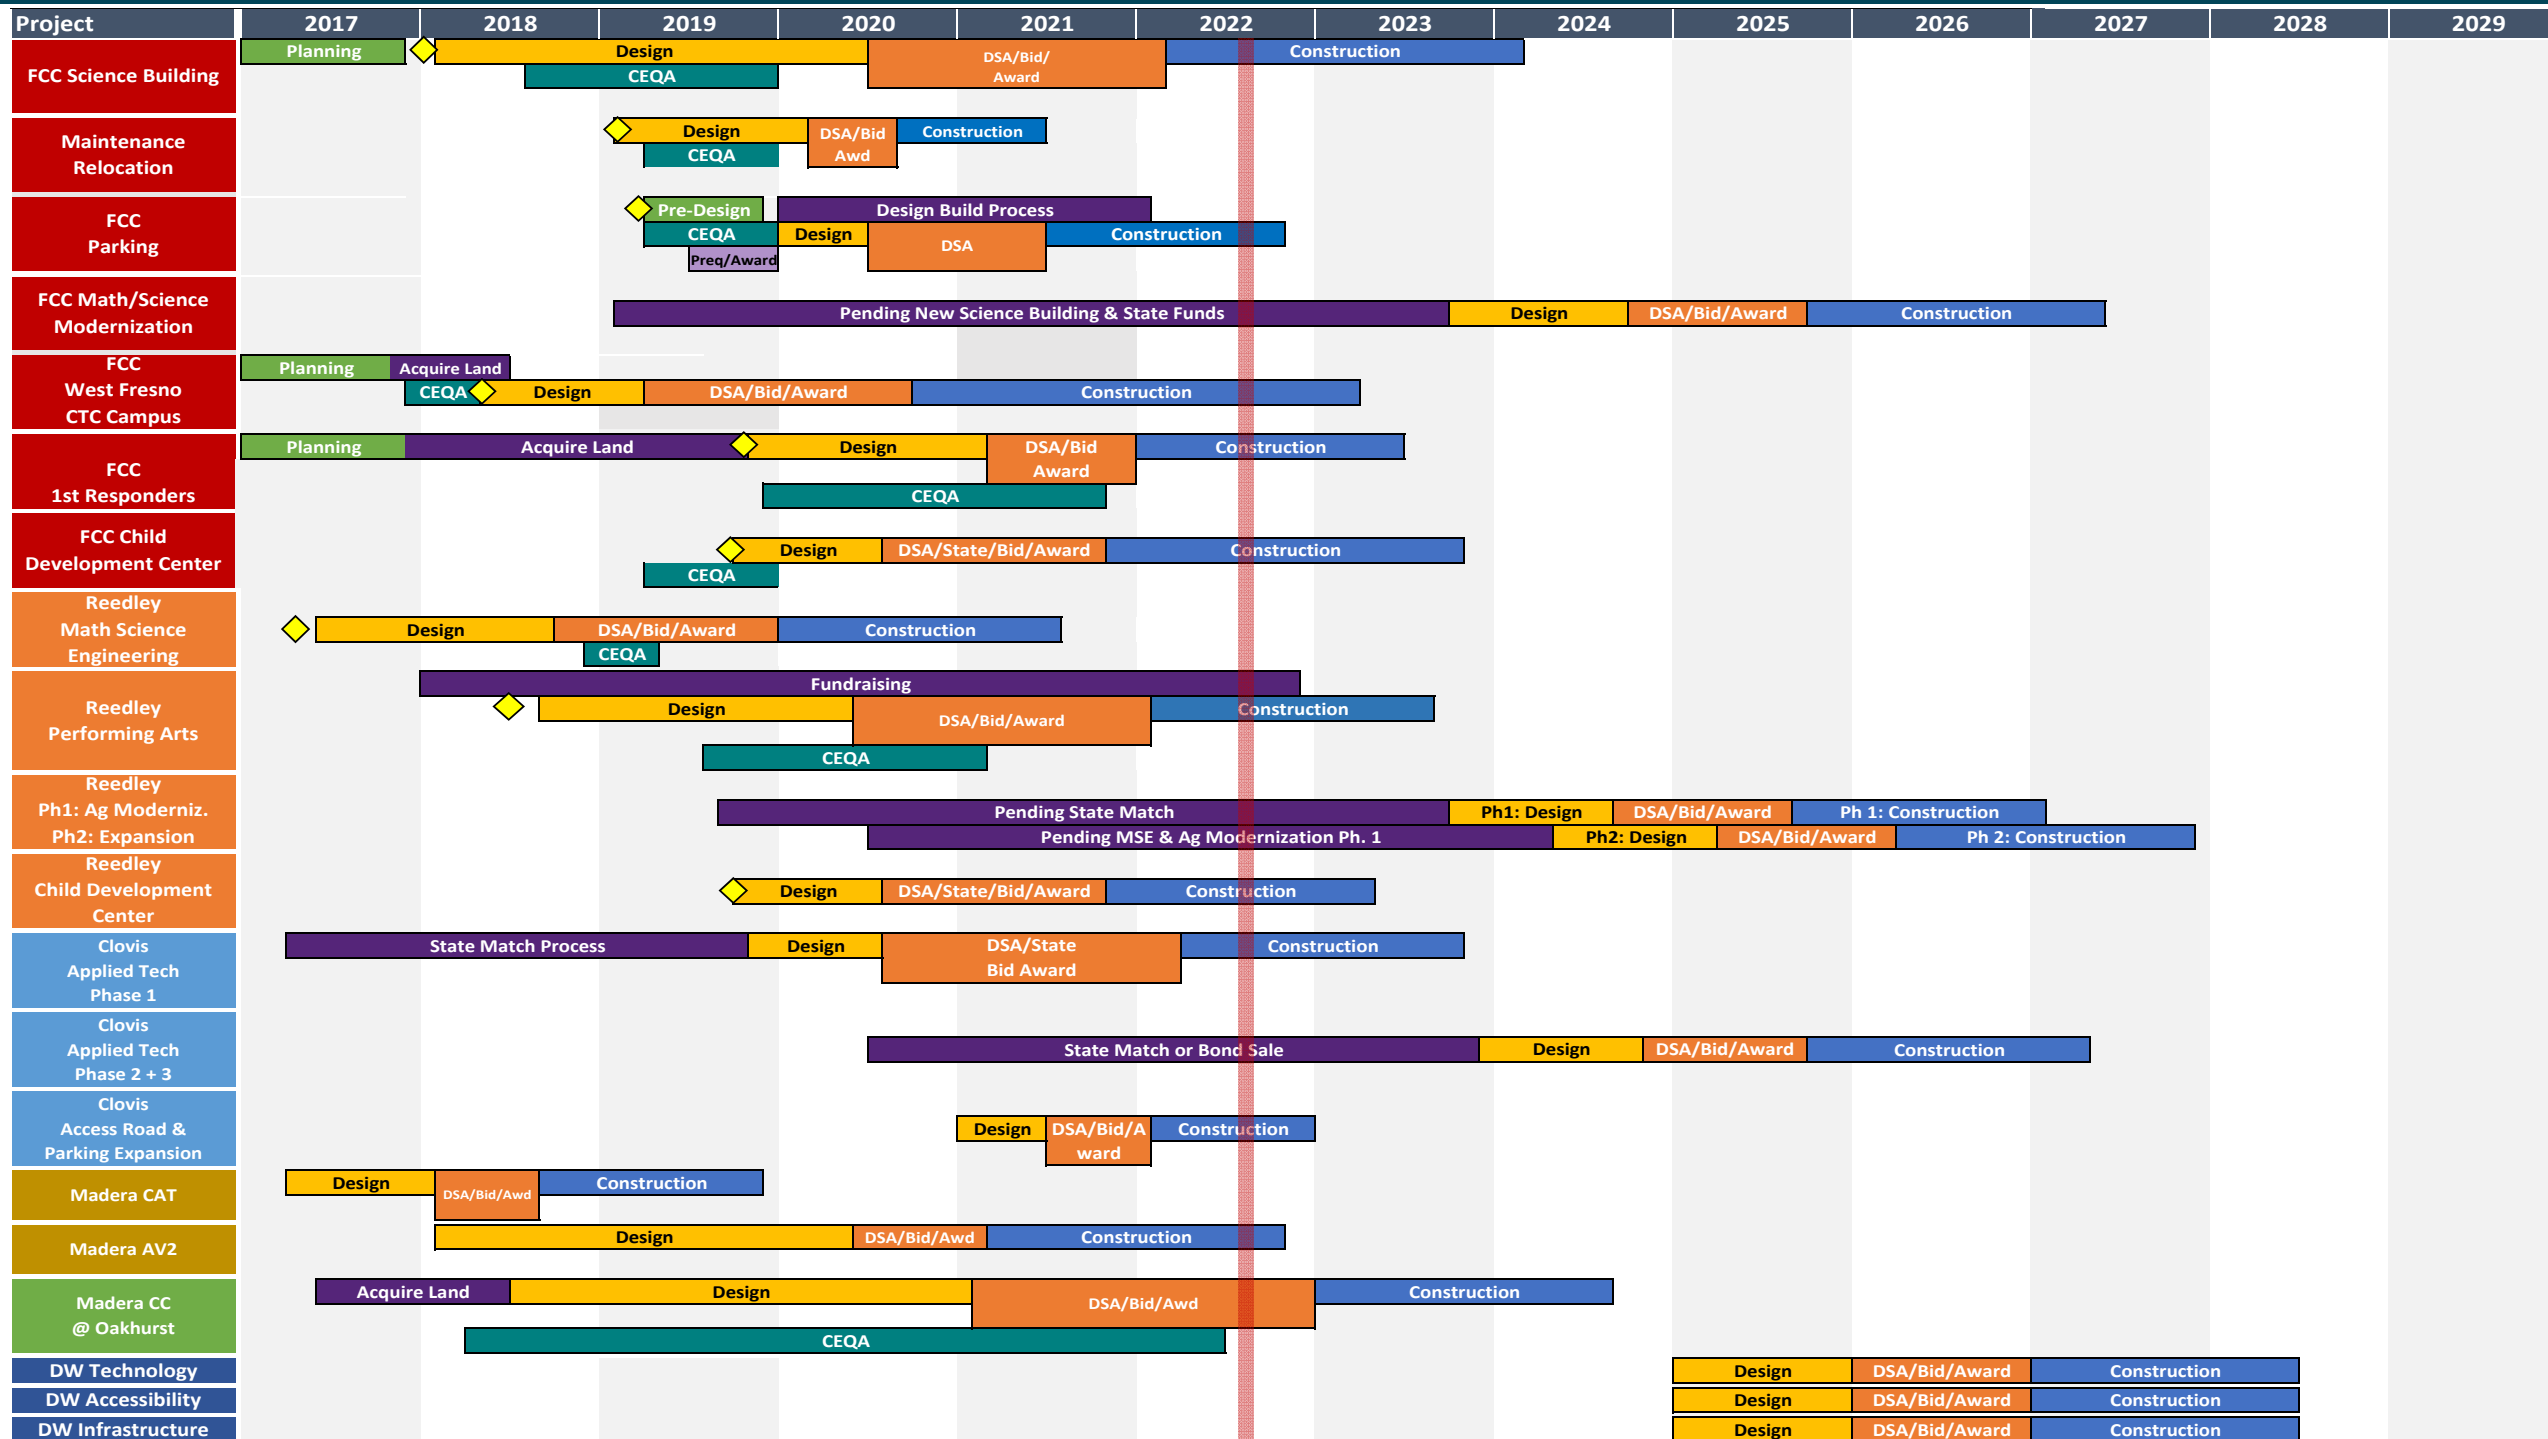 Project 2017 2018 2019 2020 2021 2022 2023 2024 2025 2026 2027 2028 2029
FCC Science Building
Planning Design DSA/Bid/ Construction
CEQA Award
Maintenance
Relocation
Design DSA/Bid Construction
CEQA Awd
FCC
Parking
Pre-Design Design Build Process
CEQA Design DSA Construction
Preq/Award
FCC Math/Science
Modernization
Pending New Science Building & State Funds Design DSA/Bid/Award Construction
FCC
West Fresno
CTC Campus
Planning Acquire Land
CEQA Design DSA/Bid/Award Construction
FCC
1st Responders
Planning Acquire Land Design DSA/Bid Construction
Award
CEQA
FCC Child
Development Center
Design DSA/State/Bid/Award Construction
CEQA
Reedley
Math Science
Engineering
Design DSA/Bid/Award Construction
CEQA
Reedley
Performing Arts
Fundraising
Design DSA/Bid/Award Construction
CEQA
Reedley
Ph1: Ag Moderniz.
Ph2: Expansion
Pending State Match Ph1: Design DSA/Bid/Award Ph 1: Construction
Pending MSE & Ag Modernization Ph. 1 Ph2: Design DSA/Bid/Award Ph 2: Construction
Reedley
Child Development
Center
Design DSA/State/Bid/Award Construction
Clovis
Applied Tech
Phase 1
State Match Process Design DSA/State Construction
Bid Award
Clovis
Applied Tech
Phase 2 + 3
State Match or Bond Sale Design DSA/Bid/Award Construction
Clovis
Access Road &
Parking Expansion
Design DSA/Bid/A Construction
ward
Madera CAT
Design DSA/Bid/Awd Construction
Madera AV2
Design DSA/Bid/Awd Construction
Madera CC
@ Oakhurst
Acquire Land Design DSA/Bid/Awd Construction
CEQA
DW Technology Design DSA/Bid/Award Construction
DW Accessibility Design DSA/Bid/Award Construction
DW Infrastructure Design DSA/Bid/Award Construction